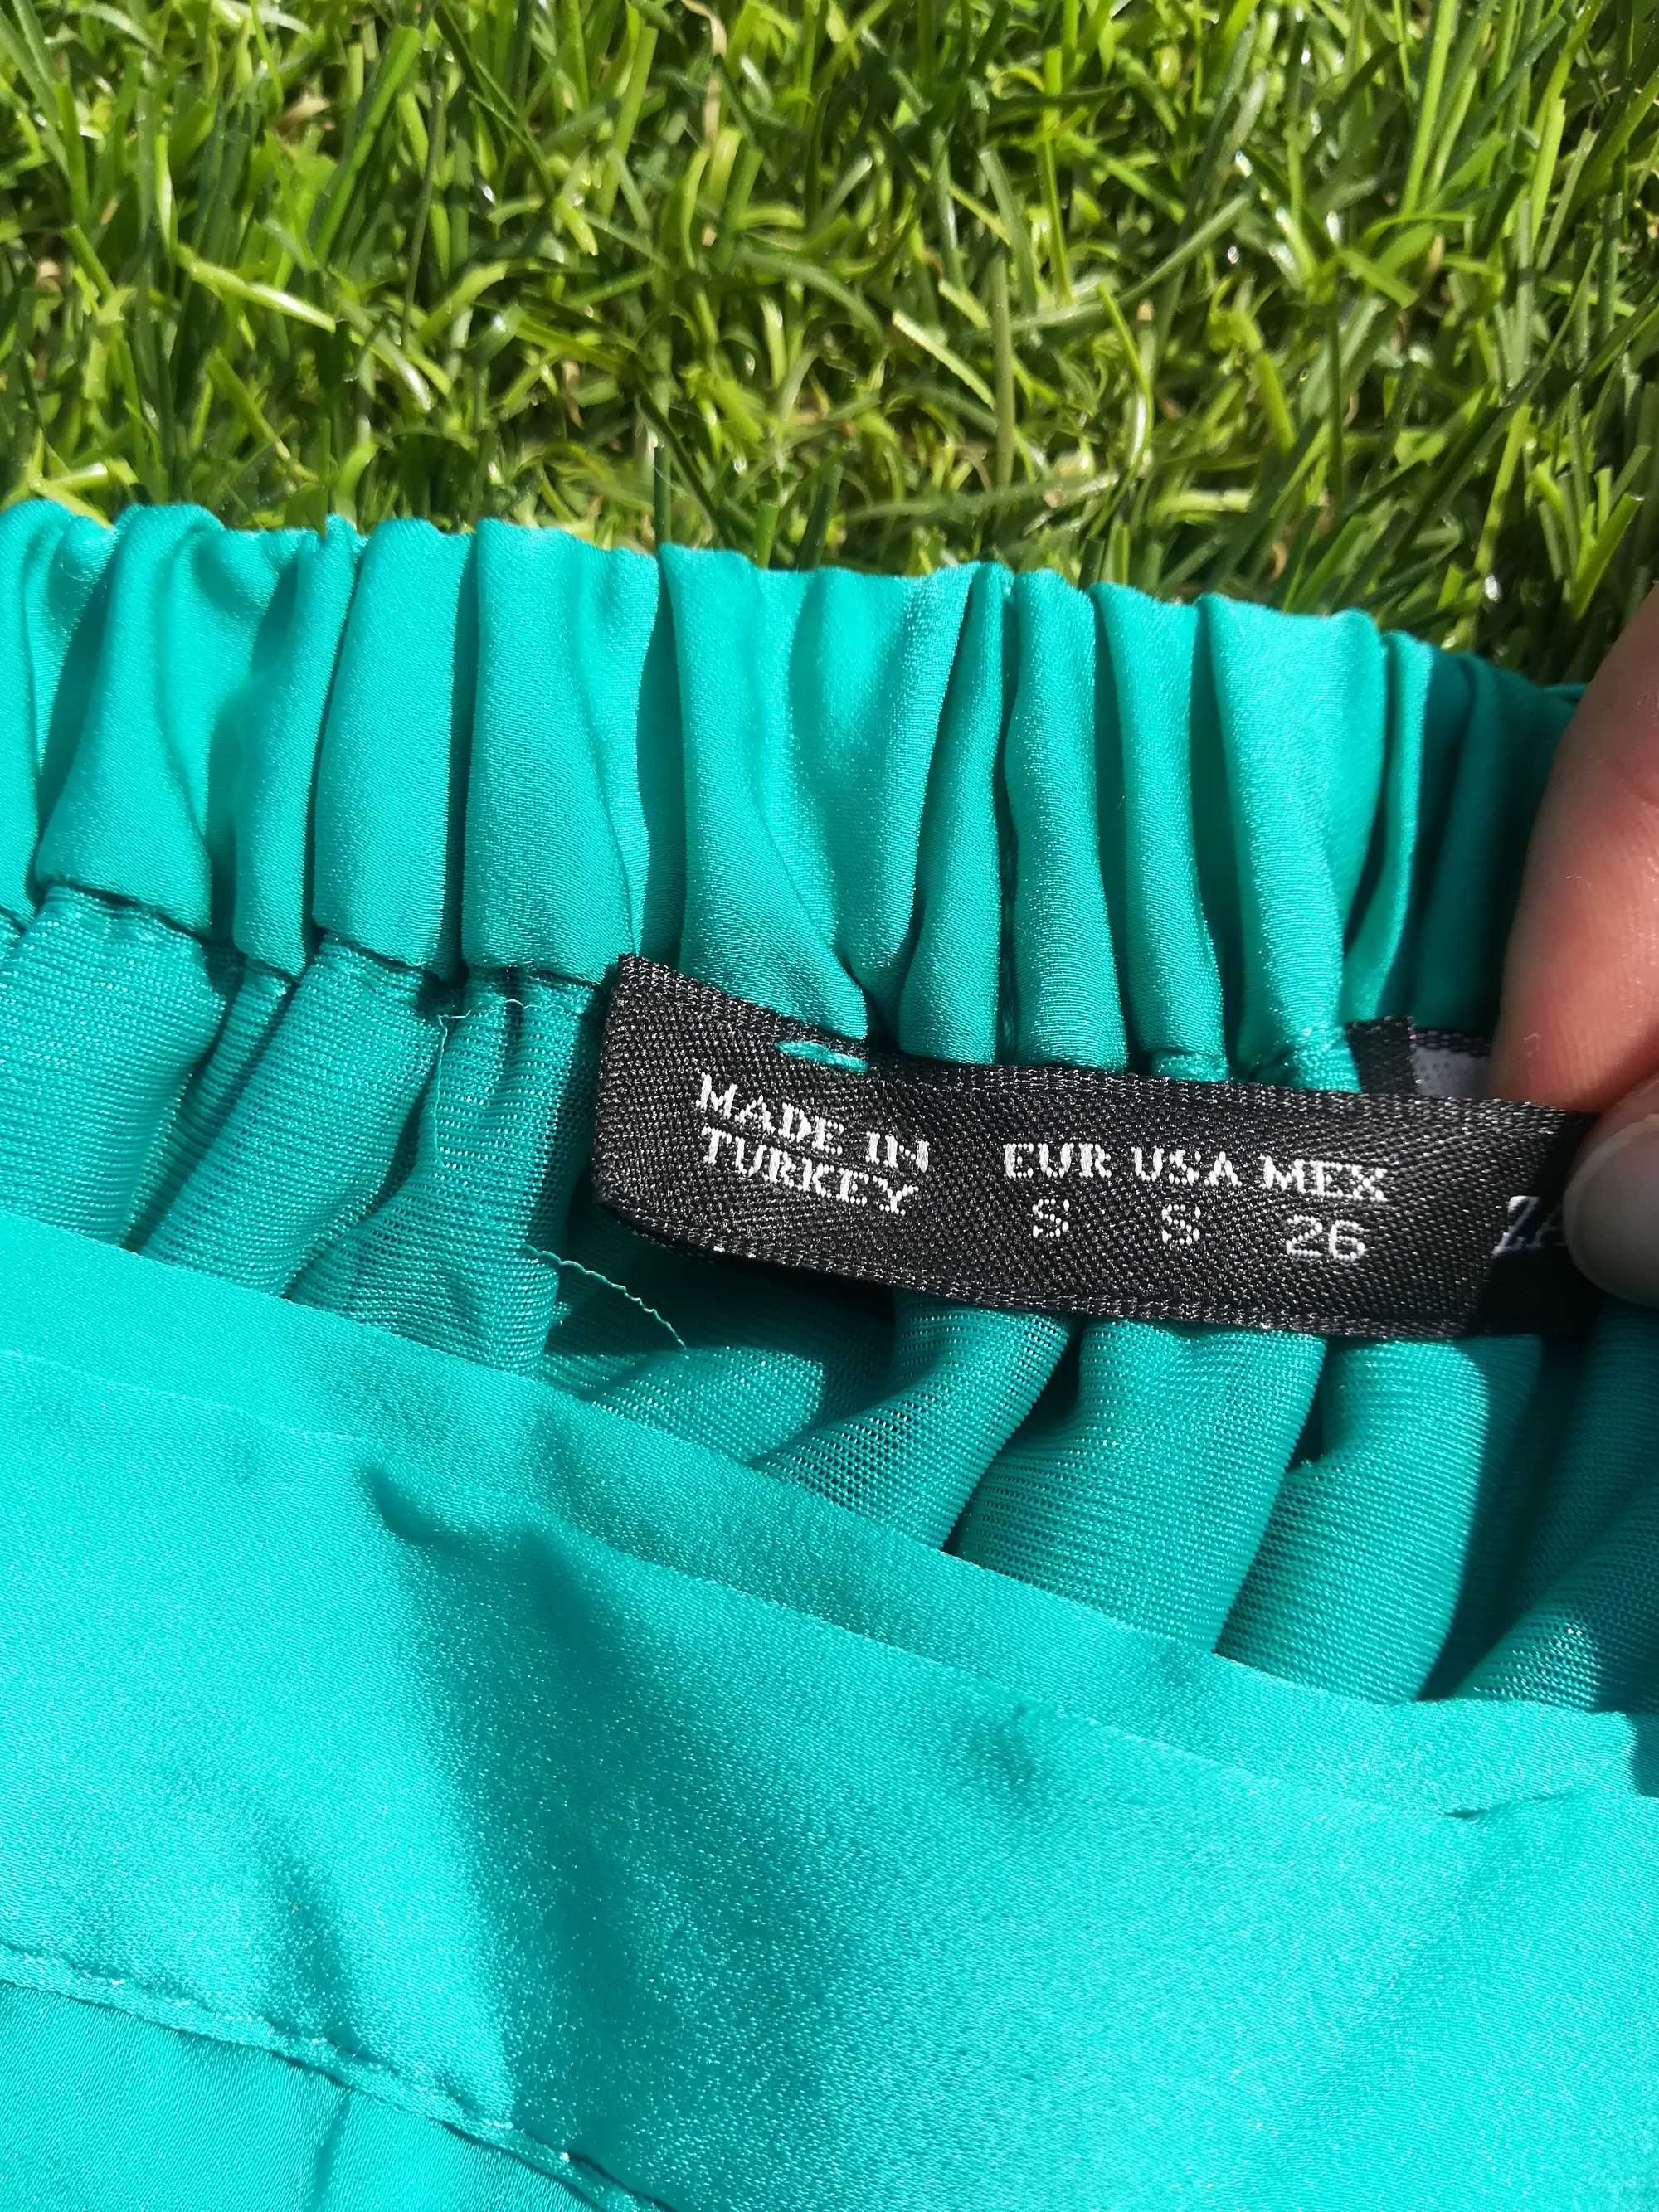 MADE IN
TURKEY
EUR USA MEX
S S 26